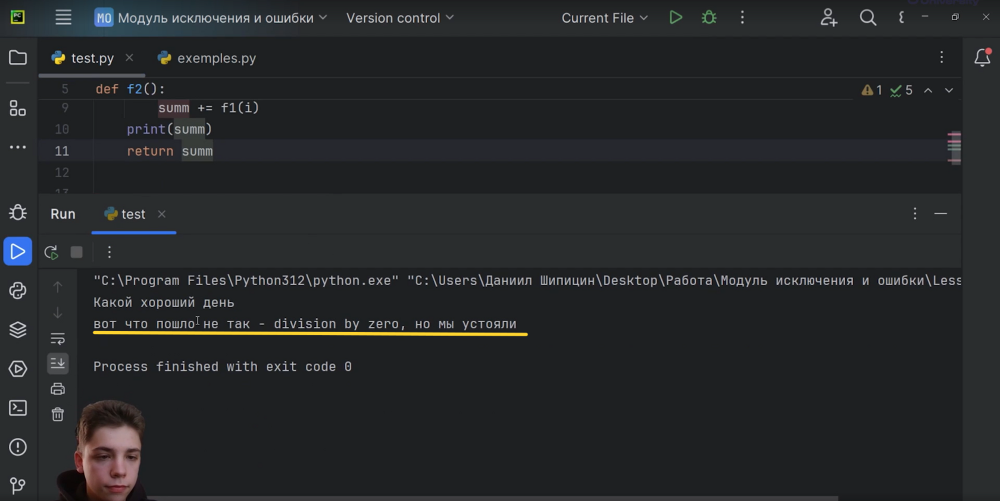 PC
MO Модуль исключения и ошибки Version control Current File
test.py exemples.py
5 def f2():
1 5
9 summ += f1(i)
10 print(summ)
11 return summ
12
13
Run test
"C:\Program Files\Python312\python.exe" "C:\Users\Даниил Шипицин\Desktop\Работа\Модуль исключения и ошибки\Less
Какой хороший день
вот что пошло не так - division by zero, но мы устояли
Process finished with exit code 0